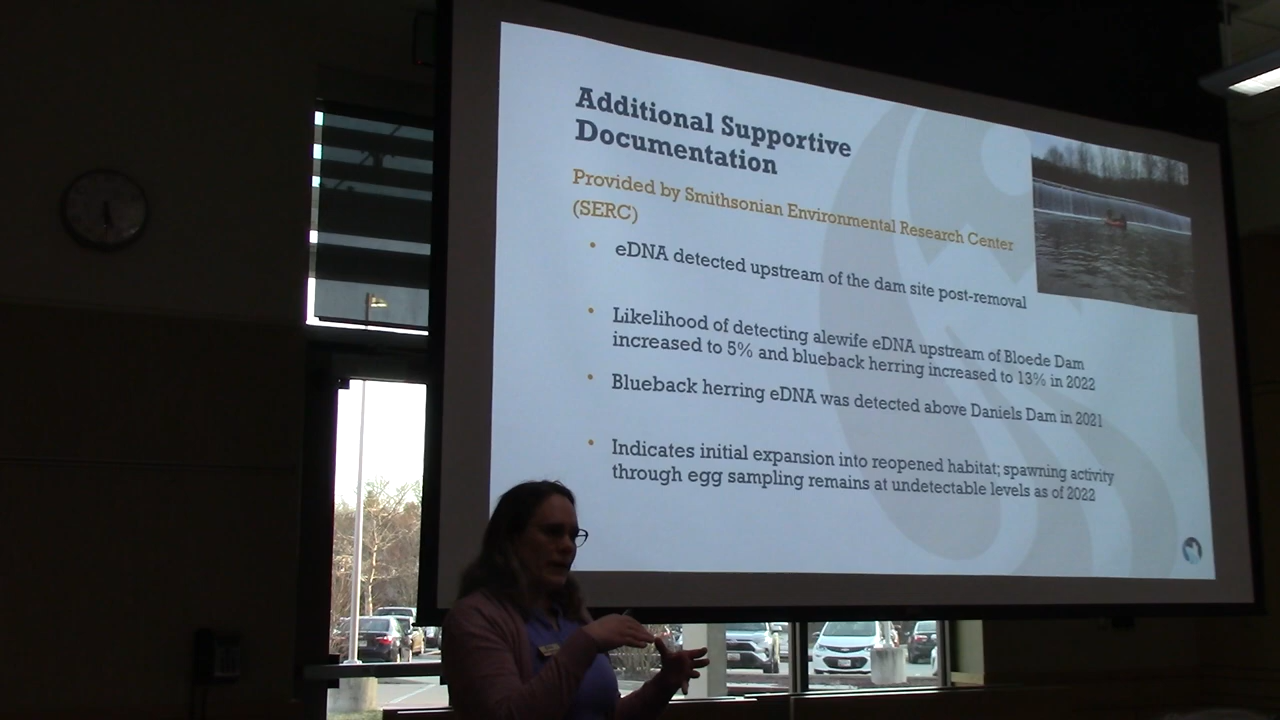 Additional Supportive
Documentation
Provided by Smithsonian Environmental Research Center
(SERC)
• eDNA detected upstream of the dam site post-removal
• Likelihood of detecting alewife eDNA upstream of Bloede Dam
increased to 5% and blueback herring increased to 13% in 2022
• Blueback herring eDNA was detected above Daniels Dam in 2021
• Indicates initial expansion into reopened habitat; spawning activity
through egg sampling remains at undetectable levels as of 2022